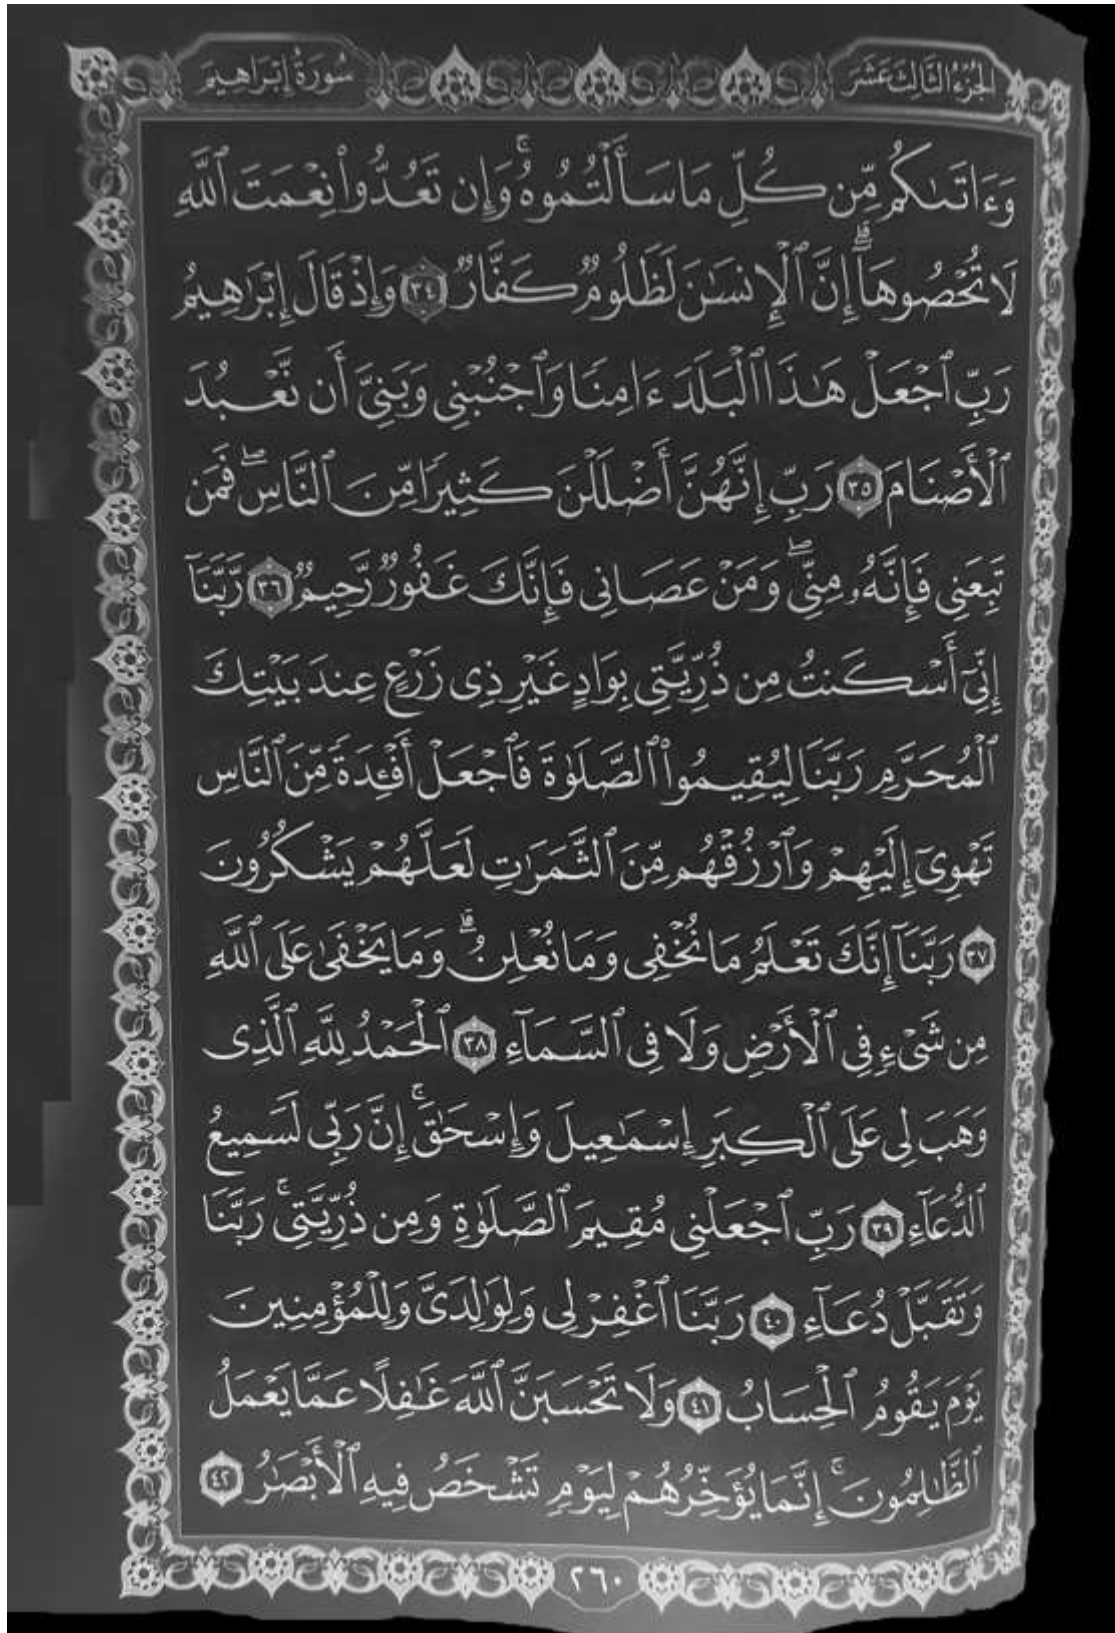 الجزء الثالث عشر
سورة إبراهيم
وَءَاتَىٰكُم مِّن كُلِّ مَا سَأَلْتُمُوهُۚ وَإِن تَعُدُّوا۟ نِعْمَتَ ٱللَّهِ
لَا تُحْصُوهَآۗ إِنَّ ٱلْإِنسَٰنَ لَظَلُومٌ كَفَّارٌ ٣٤ وَإِذْ قَالَ إِبْرَٰهِيمُ
رَبِّ ٱجْعَلْ هَٰذَا ٱلْبَلَدَ ءَامِنًا وَٱجْنُبْنِى وَبَنِىَّ أَن نَّعْبُدَ
ٱلْأَصْنَامَ ٣٥ رَبِّ إِنَّهُنَّ أَضْلَلْنَ كَثِيرًا مِّنَ ٱلنَّاسِۖ فَمَن
تَبِعَنِى فَإِنَّهُۥ مِنِّىۖ وَمَنْ عَصَانِى فَإِنَّكَ غَفُورٌ رَّحِيمٌ ٣٦ رَّبَّنَآ
إِنِّىٓ أَسْكَنتُ مِن ذُرِّيَّتِى بِوَادٍ غَيْرِ ذِى زَرْعٍ عِندَ بَيْتِكَ
ٱلْمُحَرَّمِ رَبَّنَا لِيُقِيمُوا۟ ٱلصَّلَوٰةَ فَٱجْعَلْ أَفْـِٔدَةً مِّنَ ٱلنَّاسِ
تَهْوِىٓ إِلَيْهِمْ وَٱرْزُقْهُم مِّنَ ٱلثَّمَرَٰتِ لَعَلَّهُمْ يَشْكُرُونَ
٣٧ رَبَّنَآ إِنَّكَ تَعْلَمُ مَا نُخْفِى وَمَا نُعْلِنُۗ وَمَا يَخْفَىٰ عَلَى ٱللَّهِ
مِن شَىْءٍ فِى ٱلْأَرْضِ وَلَا فِى ٱلسَّمَآءِ ٣٨ ٱلْحَمْدُ لِلَّهِ ٱلَّذِى
وَهَبَ لِى عَلَى ٱلْكِبَرِ إِسْمَٰعِيلَ وَإِسْحَٰقَۚ إِنَّ رَبِّى لَسَمِيعُ
ٱلدُّعَآءِ ٣٩ رَبِّ ٱجْعَلْنِى مُقِيمَ ٱلصَّلَوٰةِ وَمِن ذُرِّيَّتِىۚ رَبَّنَا
وَتَقَبَّلْ دُعَآءِ ٤٠ رَبَّنَا ٱغْفِرْ لِى وَلِوَٰلِدَىَّ وَلِلْمُؤْمِنِينَ
يَوْمَ يَقُومُ ٱلْحِسَابُ ٤١ وَلَا تَحْسَبَنَّ ٱللَّهَ غَٰفِلًا عَمَّا يَعْمَلُ
ٱلظَّٰلِمُونَۚ إِنَّمَا يُؤَخِّرُهُمْ لِيَوْمٍ تَشْخَصُ فِيهِ ٱلْأَبْصَٰرُ ٤٢
٢٦٠